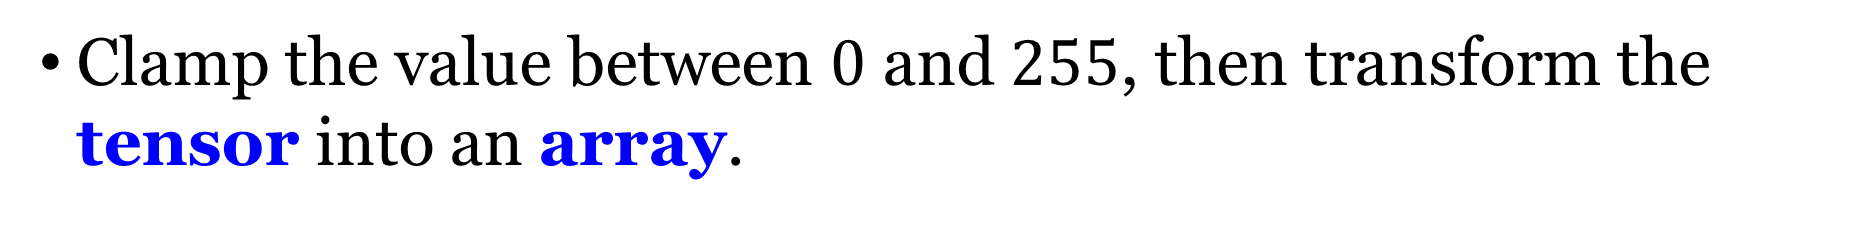 • Clamp the value between 0 and 255, then transform the
tensor into an array.